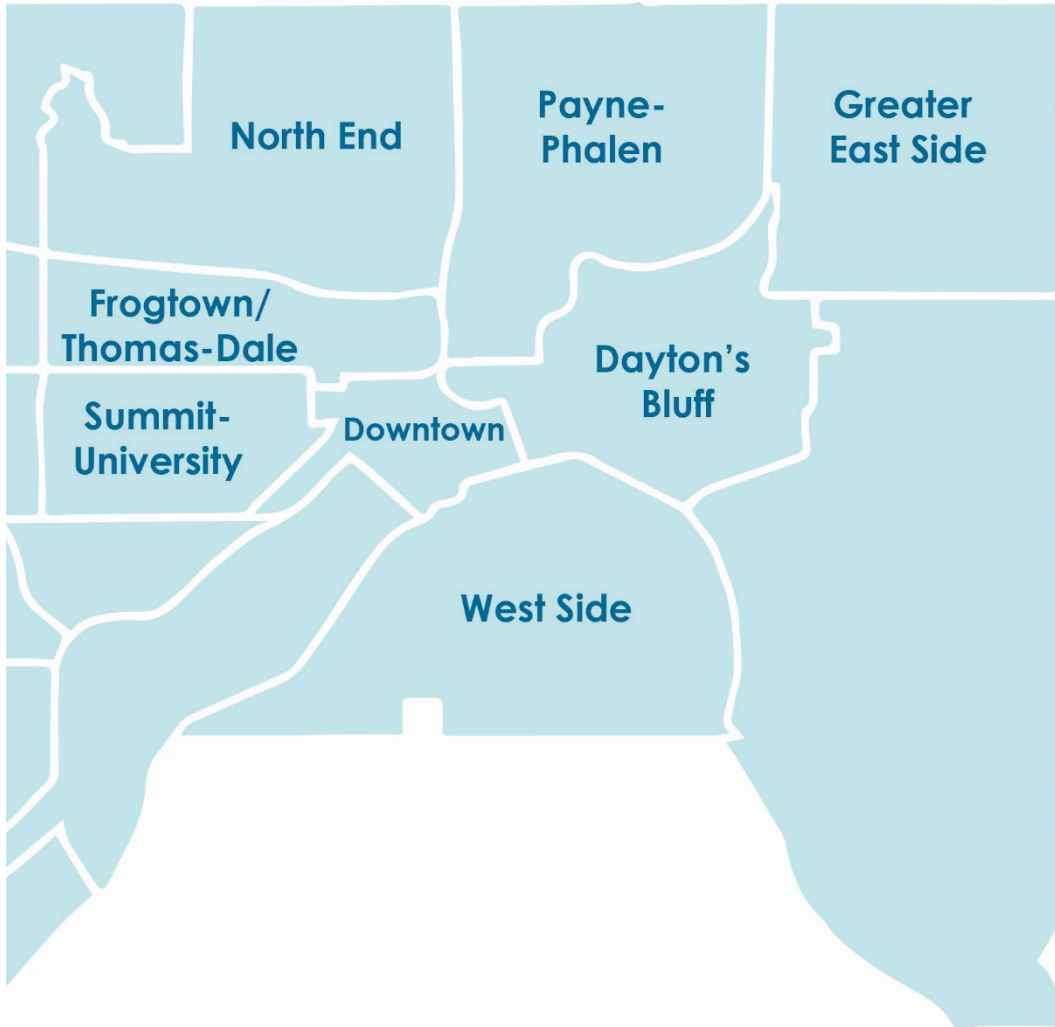 North End
Payne-
Phalen
Greater
East Side
Frogtown/
Thomas-Dale
Dayton's
Bluff
Summit-
University
Downtown
West Side